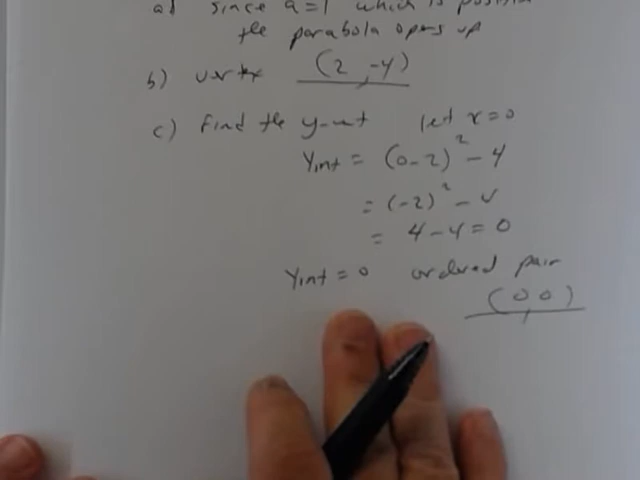 a) since a=1 which is positive
the parabola opens up
b) vertex (2, -4)
c) Find the y-int let x=0
Yint = (0-2)² - 4
= (-2)² - 4
= 4-4=0
Yint = 0 ordered pair
(0,0)